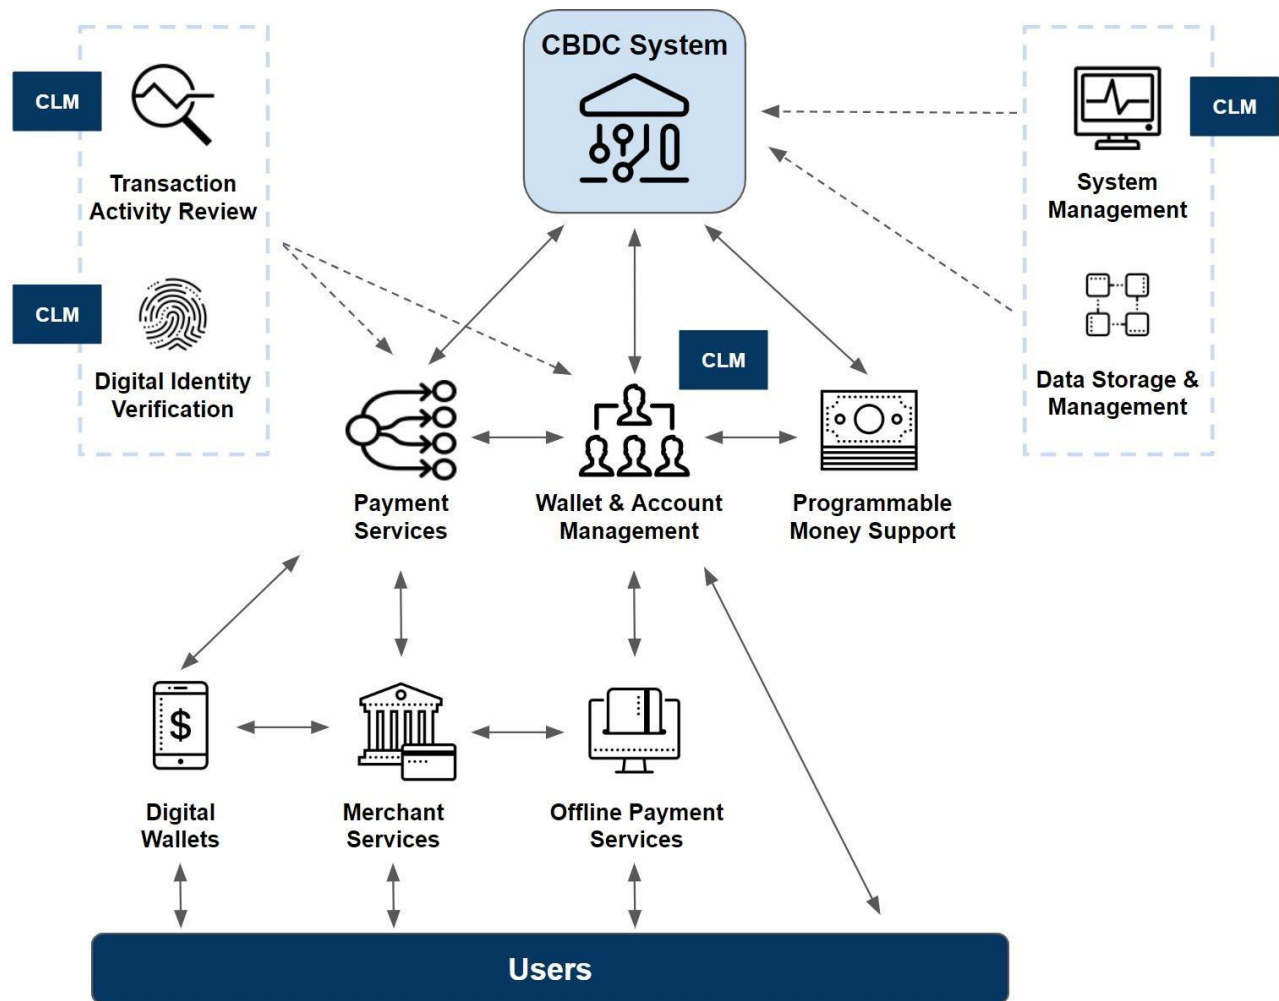 CBDC System
CLM
Transaction
Activity Review
CLM
Digital Identity
Verification
CLM
System
Management
Data Storage &
Management
CLM
Payment
Services
Wallet & Account
Management
Programmable
Money Support
$
Digital
Wallets
Merchant
Services
Offline Payment
Services
Users